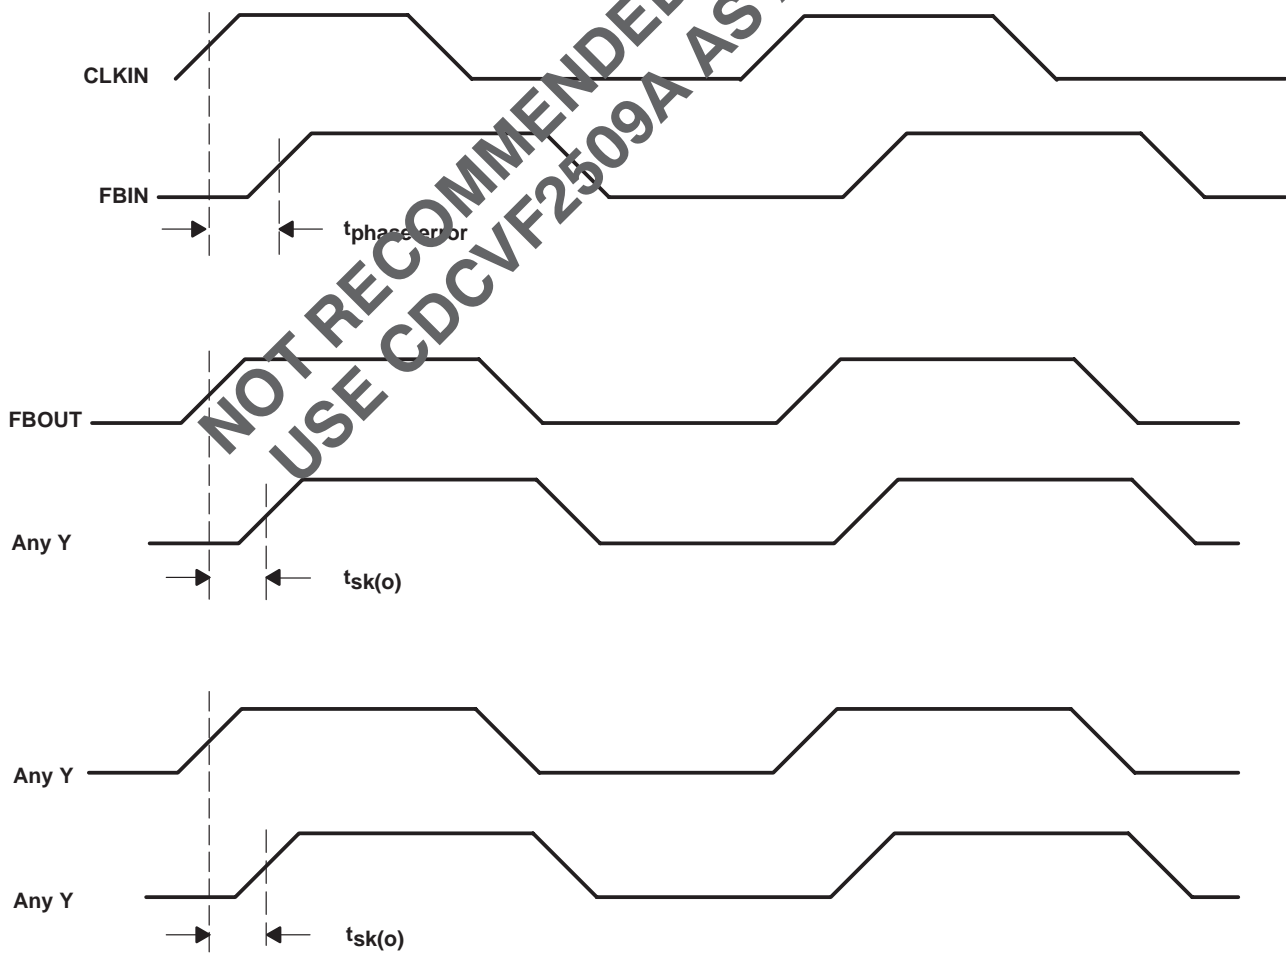 CLKIN
FBIN
tphase error
FBOUT
Any Y
tsk(o)
Any Y
Any Y
tsk(o)
NOT RECOMMENDED
USE CDCVF2509A AS